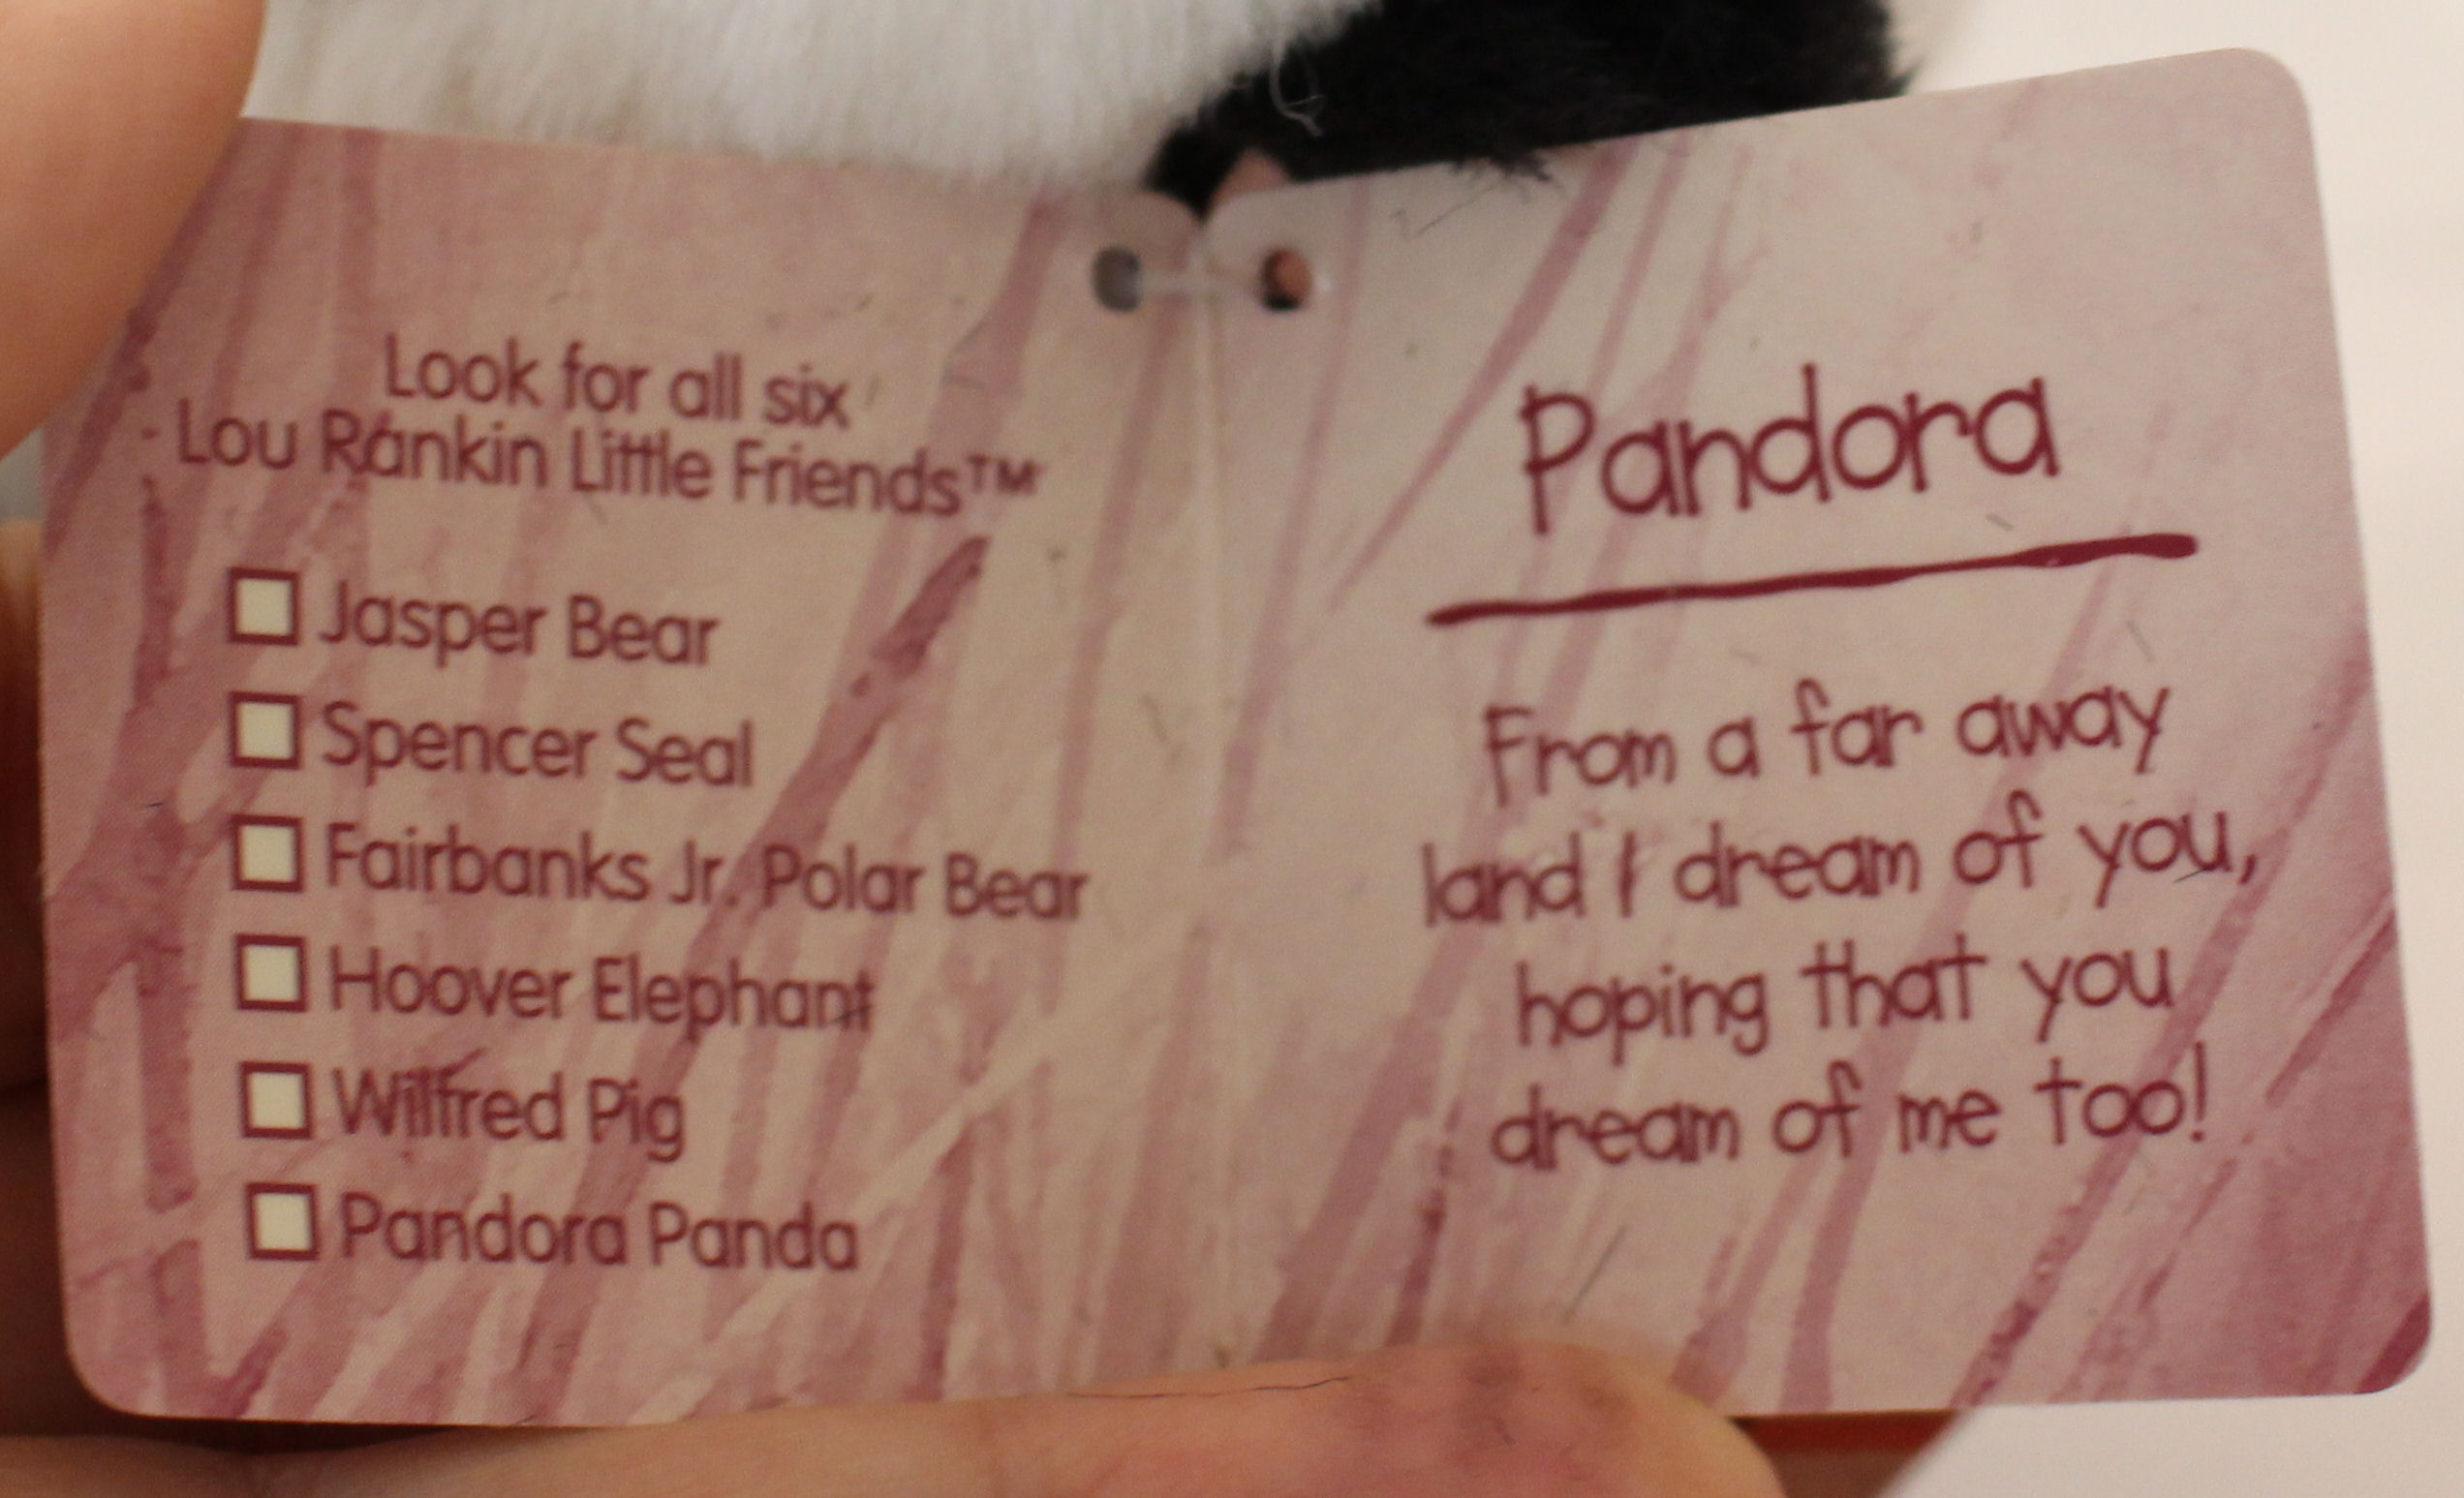 Look for all six
Lou Rankin Little Friends™
Jasper Bear
Spencer Seal
Fairbanks Jr. Polar Bear
Hoover Elephant
Wilfred Pig
Pandora Panda
Pandora
From a far away
land I dream of you,
hoping that you
dream of me too!